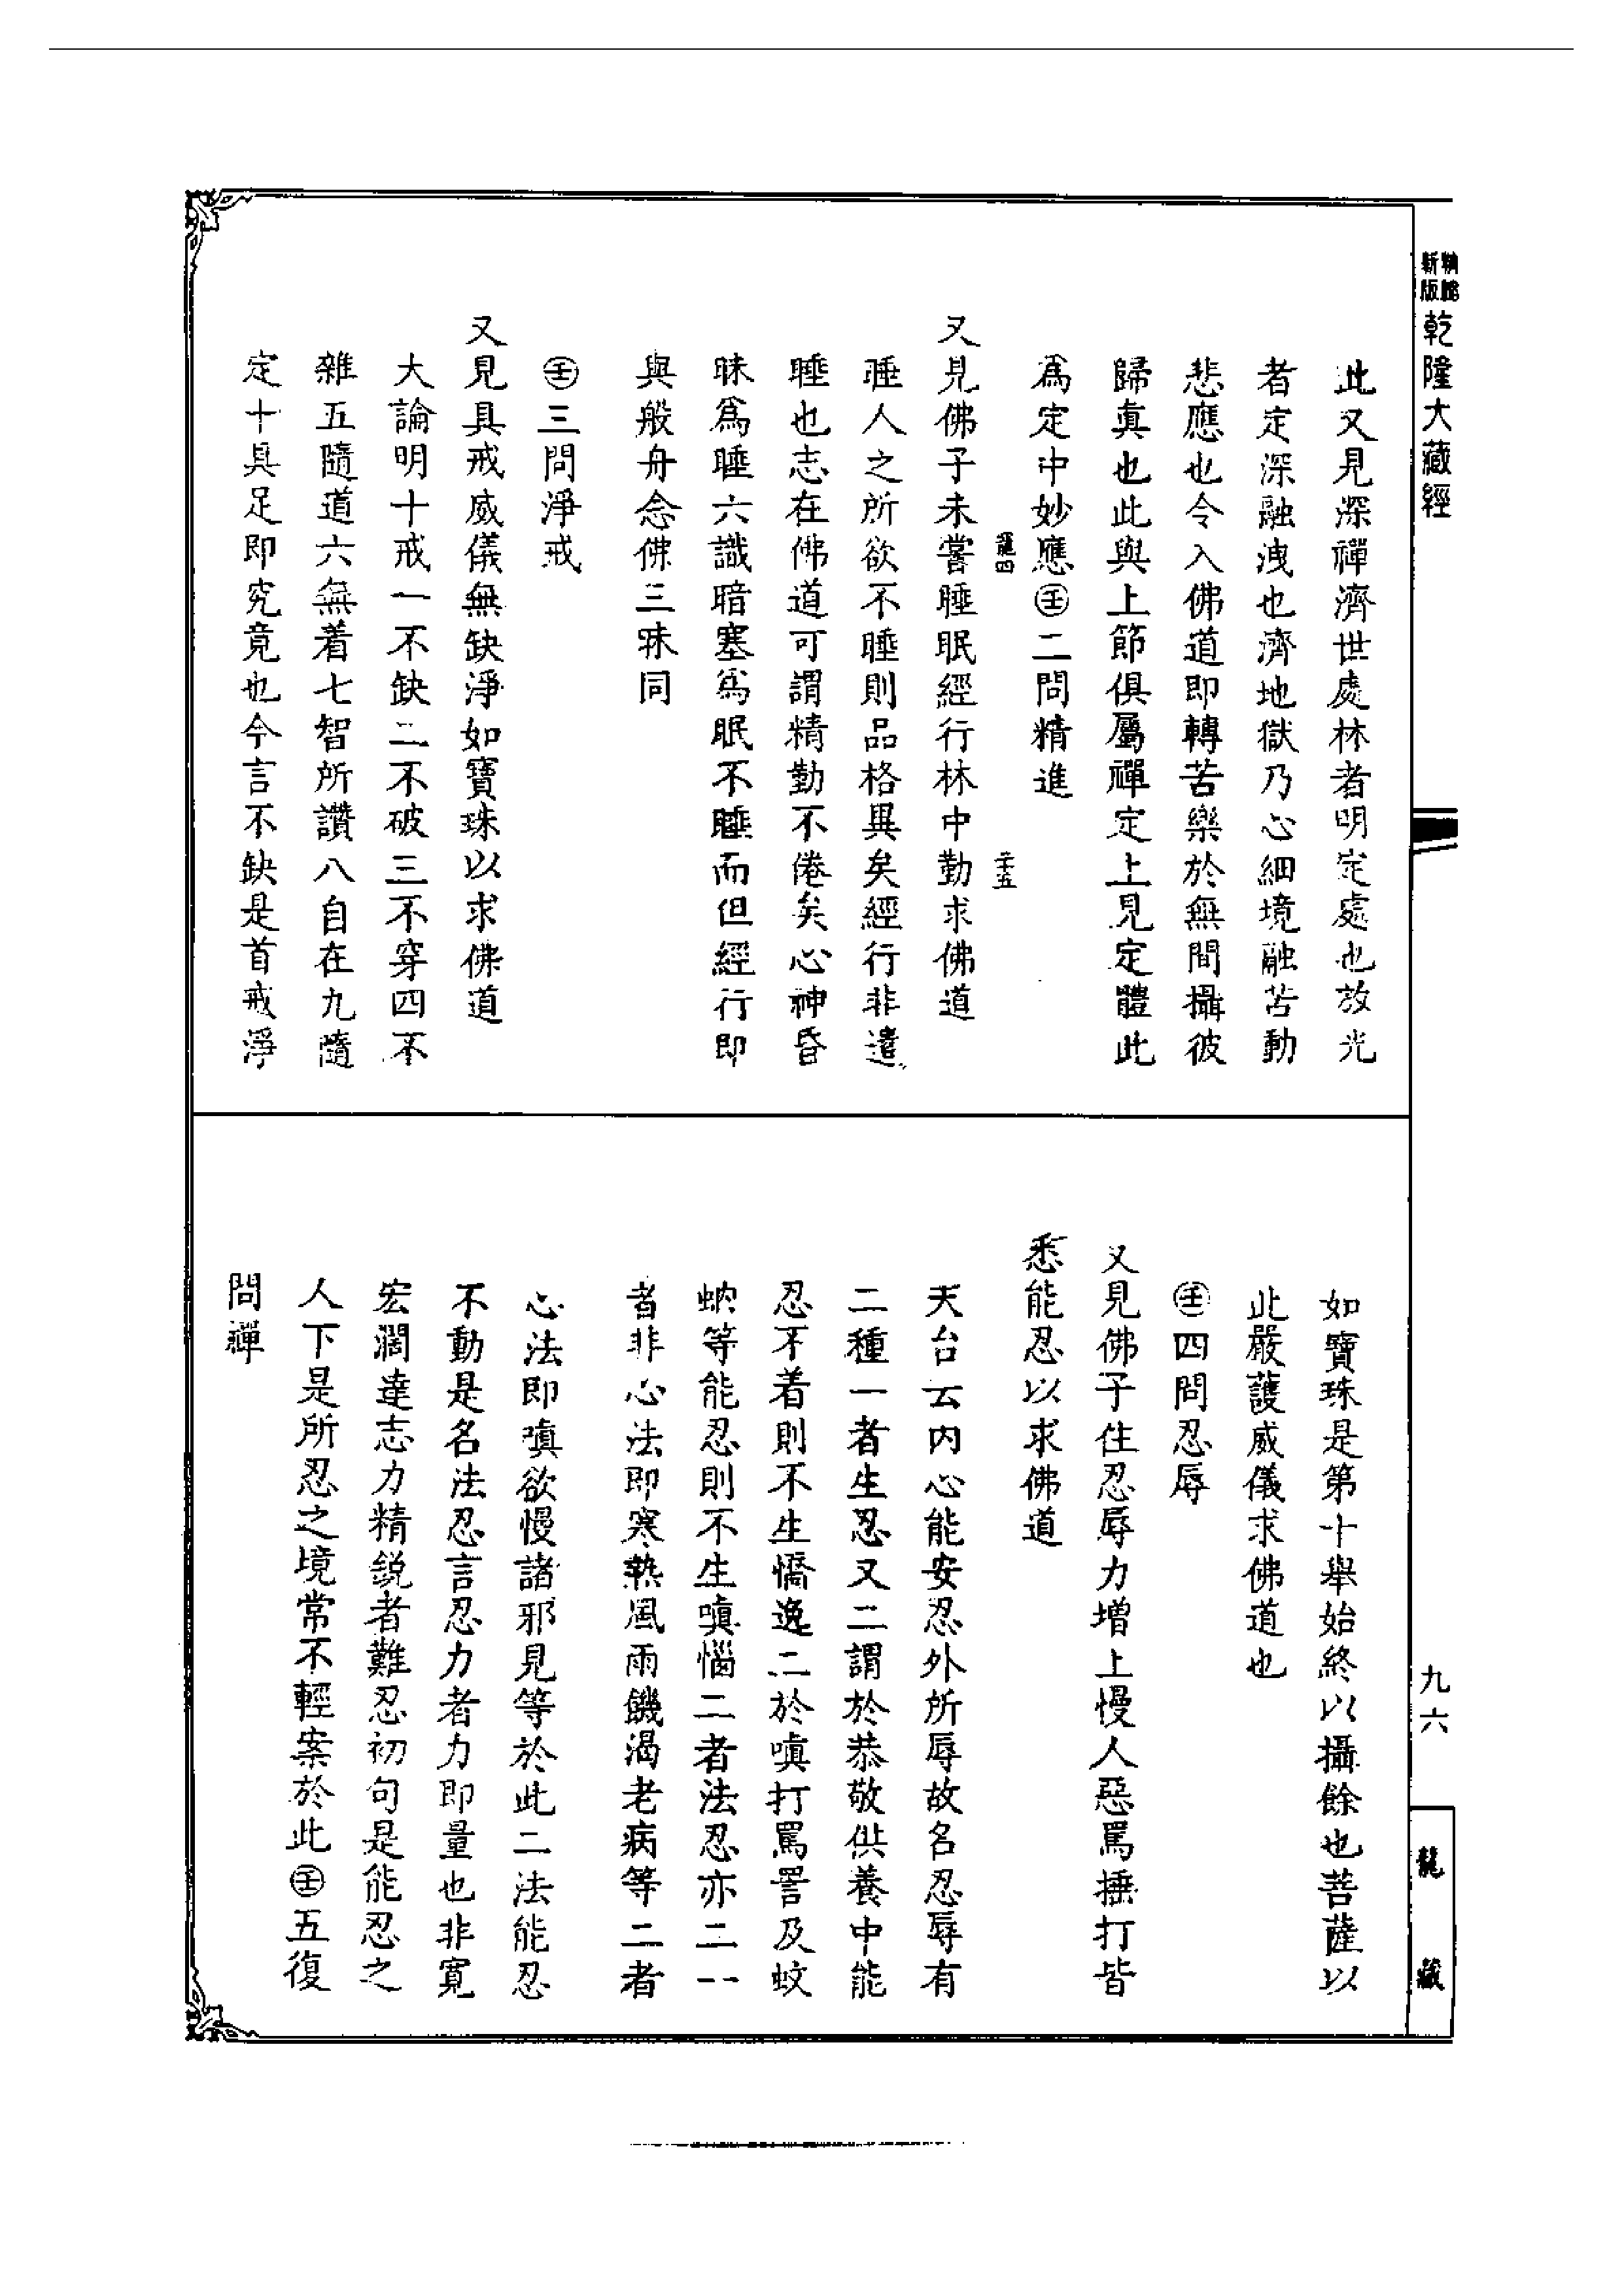 新版
乾隆大藏經
此又見深禪濟世處林者明定處也放光
者定深融洩也濟地獄乃心細境融苦動
悲應也令入佛道即轉苦樂於無間攝彼
歸真也此與上節俱屬禪定上見定體此
為定中妙應㊣二問精進
又見佛子未嘗睡眠經行林中勤求佛道
睡人之所欲不睡則品格異矣經行非遣
睡也志在佛道可謂精勤不倦矣心神昏
昧為睡六識暗塞為眠不睡而但經行即
與般舟念佛三昧同
三問淨戒
又見具戒威儀無缺淨如寶珠以求佛道
大論明十戒一不缺二不破三不穿四不
雜五隨道六無着七智所讚八自在九隨
定十具足即究竟也今言不缺是首戒淨
如寶珠是第十舉始終以攝餘也菩薩以
此嚴護威儀求佛道也
四問忍辱
又見佛子住忍辱力增上慢人惡罵捶打皆
悉能忍以求佛道
天台云內心能安忍外所辱故名忍辱有
二種一者生忍又二謂於恭敬供養中能
忍不着則不生憍逸二於嗔打罵詈及蚊
蚋等能忍則不生嗔惱二者法忍亦二一
者非心法即寒熱風雨饑渴老病等二者
心法即嗔欲慢諸邪見等於此二法能忍
不動是名法忍言忍力者力即量也非寬
宏濶達志力精銳者難忍初句是能忍之
人下是所忍之境常不輕案於此五復
問禪
九六
龍藏